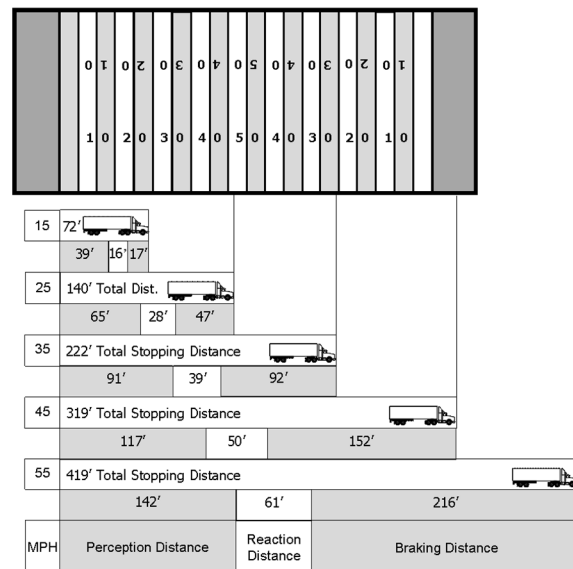 0 1 0 2 0 3 0 4 0 5 0 4 0 3 0 2 0 1
1 0 2 0 3 0 4 0 5 0 4 0 3 0 2 0 1 0
15 72'
39' 16' 17'
25 140' Total Dist.
65' 28' 47'
35 222' Total Stopping Distance
91' 39' 92'
45 319' Total Stopping Distance
117' 50' 152'
55 419' Total Stopping Distance
142' 61' 216'
MPH Perception Distance Reaction Distance Braking Distance